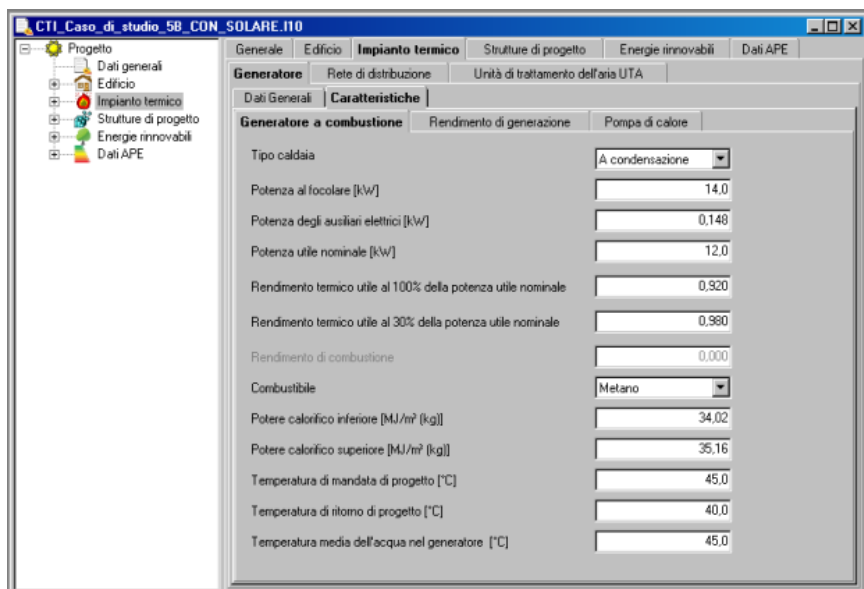 CTI_Caso_di_studio_5B_CON_SOLARE.I10
Progetto
Dati generali
Edificio
Impianto termico
Strutture di progetto
Energie rinnovabili
Dati APE
Generale Edificio Impianto termico Strutture di progetto Energie rinnovabili Dati APE
Generatore Rete di distribuzione Unità di trattamento dell'aria UTA
Dati Generali Caratteristiche
Generatore a combustione Rendimento di generazione Pompa di calore
Tipo caldaia A condensazione
Potenza al focolare [kW] 14,0
Potenza degli ausiliari elettrici [kW] 0,148
Potenza utile nominale [kW] 12,0
Rendimento termico utile al 100% della potenza utile nominale 0,920
Rendimento termico utile al 30% della potenza utile nominale 0,980
Rendimento di combustione 0,000
Combustibile Metano
Potere calorifico inferiore [MJ/m³ (kg)] 34,02
Potere calorifico superiore [MJ/m³ (kg)] 35,16
Temperatura di mandata di progetto [°C] 45,0
Temperatura di ritorno di progetto [°C] 40,0
Temperatura media dell'acqua nel generatore [°C] 45,0